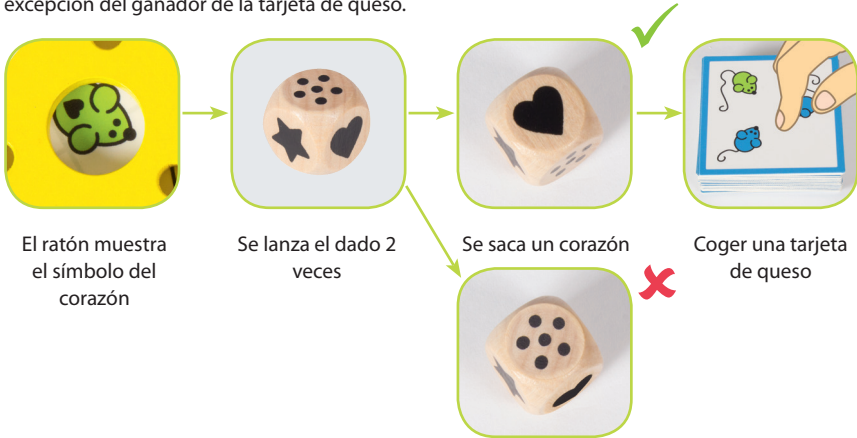 excepción del ganador de la tarjeta de queso.
El ratón muestra
el símbolo del
corazón
Se lanza el dado 2
veces
Se saca un corazón
Coger una tarjeta
de queso